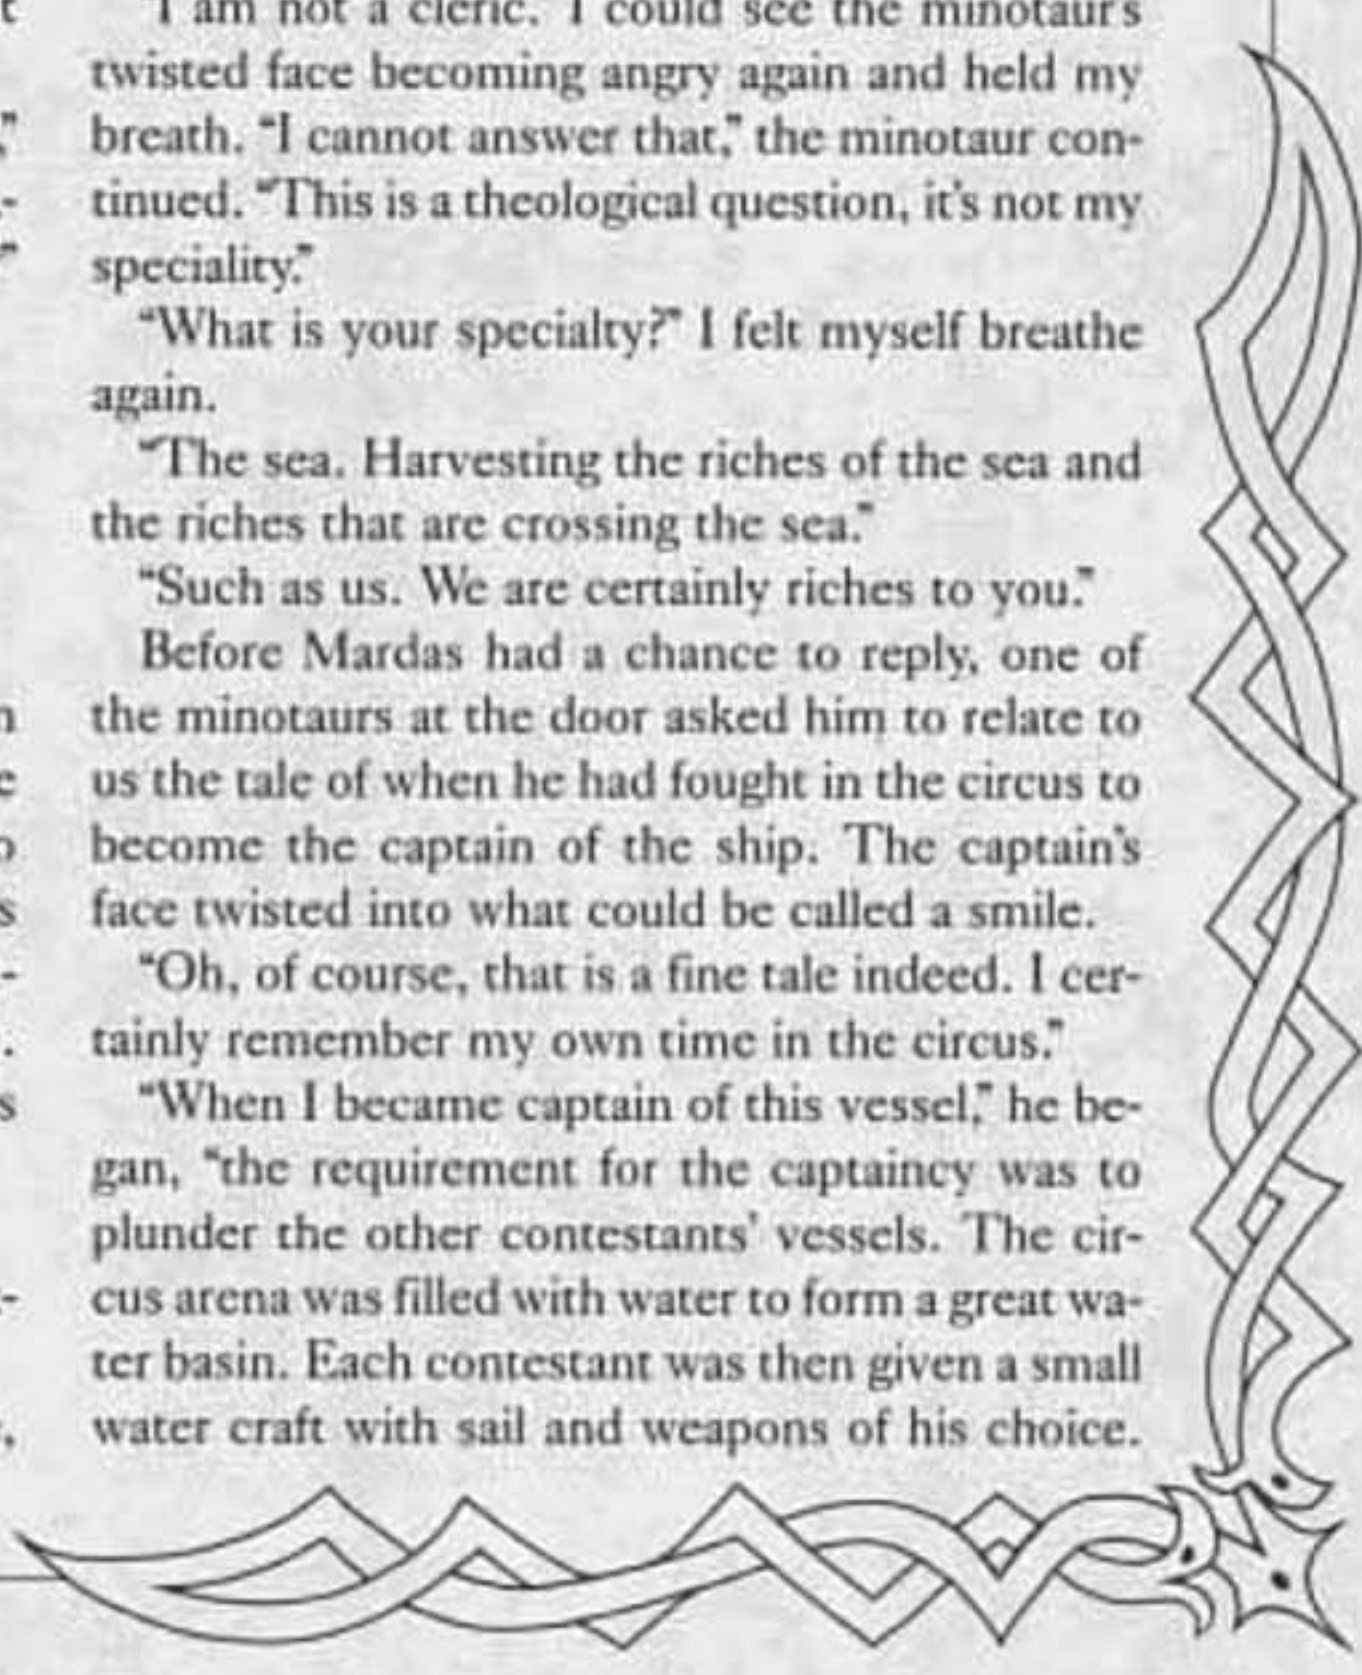 "I am not a cleric." I could see the minotaur's
twisted face becoming angry again and held my
breath. "I cannot answer that," the minotaur con-
tinued. "This is a theological question, it's not my
speciality."
"What is your specialty?" I felt myself breathe
again.
"The sea. Harvesting the riches of the sea and
the riches that are crossing the sea."
"Such as us. We are certainly riches to you."
Before Mardas had a chance to reply, one of
the minotaurs at the door asked him to relate to
us the tale of when he had fought in the circus to
become the captain of the ship. The captain's
face twisted into what could be called a smile.
"Oh, of course, that is a fine tale indeed. I cer-
tainly remember my own time in the circus."
"When I became captain of this vessel," he be-
gan, "the requirement for the captaincy was to
plunder the other contestants' vessels. The cir-
cus arena was filled with water to form a great wa-
ter basin. Each contestant was then given a small
water craft with sail and weapons of his choice.